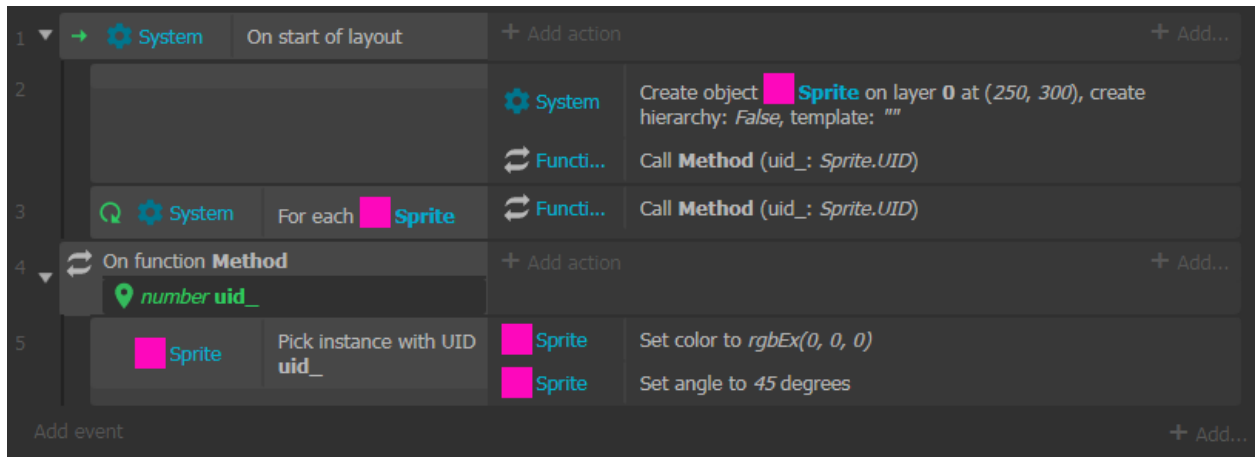 1 System On start of layout + Add action + Add...
2 System Create object Sprite on layer 0 at (250, 300), create
hierarchy: False, template: ""
Functi... Call Method (uid_: Sprite.UID)
3 System For each Sprite Functi... Call Method (uid_: Sprite.UID)
4 On function Method + Add action + Add...
number uid_
5 Sprite Pick instance with UID
uid_
Sprite Set color to rgbEx(0, 0, 0)
Sprite Set angle to 45 degrees
Add event + Add...